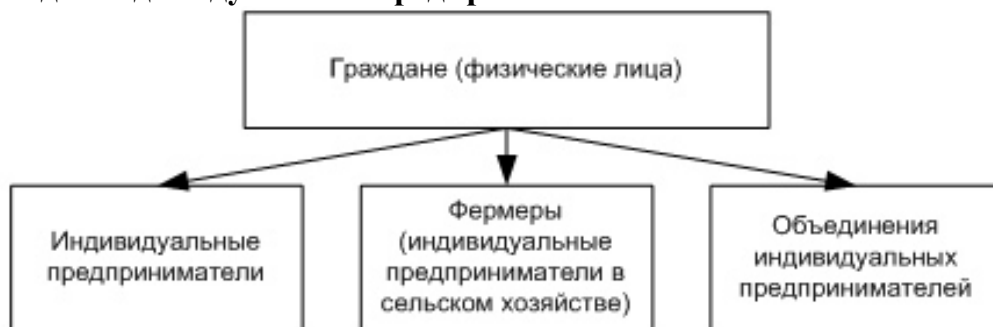 Граждане (физические лица)
Индивидуальные
предприниматели
Фермеры
(индивидуальные
предприниматели в
сельском хозяйстве)
Объединения
индивидуальных
предпринимателей